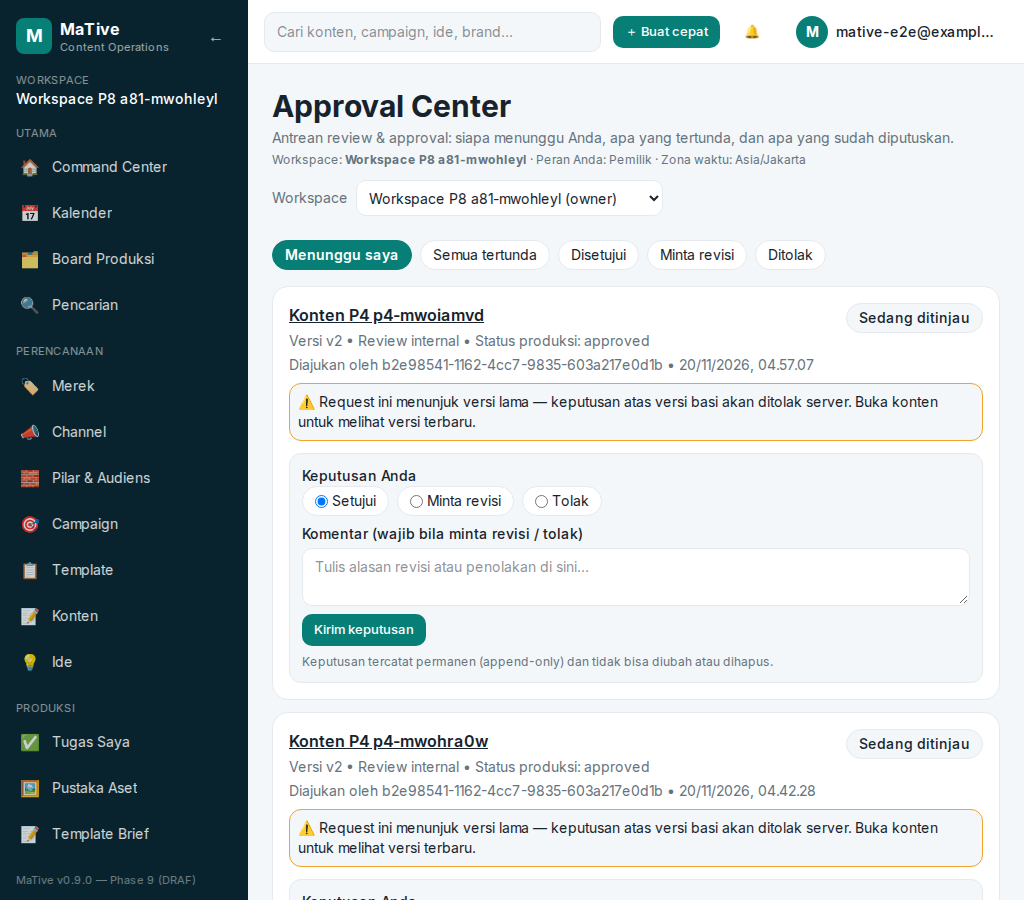 M
MaTive
Content Operations
←
WORKSPACE
Workspace P8 a81-mwohleyl
UTAMA
Command Center
Kalender
Board Produksi
Pencarian
PERENCANAAN
Merek
Channel
Pilar & Audiens
Campaign
Template
Konten
Ide
PRODUKSI
Tugas Saya
Pustaka Aset
Template Brief
MaTive v0.9.0 — Phase 9 (DRAF)
Cari konten, campaign, ide, brand...
+ Buat cepat
M
mative-e2e@exampl...
Approval Center
Antrean review & approval: siapa menunggu Anda, apa yang tertunda, dan apa yang sudah diputuskan.
Workspace: Workspace P8 a81-mwohleyl · Peran Anda: Pemilik · Zona waktu: Asia/Jakarta
Workspace
Workspace P8 a81-mwohleyl (owner)
Menunggu saya
Semua tertunda
Disetujui
Minta revisi
Ditolak
Konten P4 p4-mwoiamvd
Sedang ditinjau
Versi v2 • Review internal • Status produksi: approved
Diajukan oleh b2e98541-1162-4cc7-9835-603a217e0d1b • 20/11/2026, 04.57.07
⚠️ Request ini menunjuk versi lama — keputusan atas versi basi akan ditolak server. Buka konten
untuk melihat versi terbaru.
Keputusan Anda
Setujui
Minta revisi
Tolak
Komentar (wajib bila minta revisi / tolak)
Tulis alasan revisi atau penolakan di sini...
Kirim keputusan
Keputusan tercatat permanen (append-only) dan tidak bisa diubah atau dihapus.
Konten P4 p4-mwohra0w
Sedang ditinjau
Versi v2 • Review internal • Status produksi: approved
Diajukan oleh b2e98541-1162-4cc7-9835-603a217e0d1b • 20/11/2026, 04.42.28
⚠️ Request ini menunjuk versi lama — keputusan atas versi basi akan ditolak server. Buka konten
untuk melihat versi terbaru.
Keputusan Anda